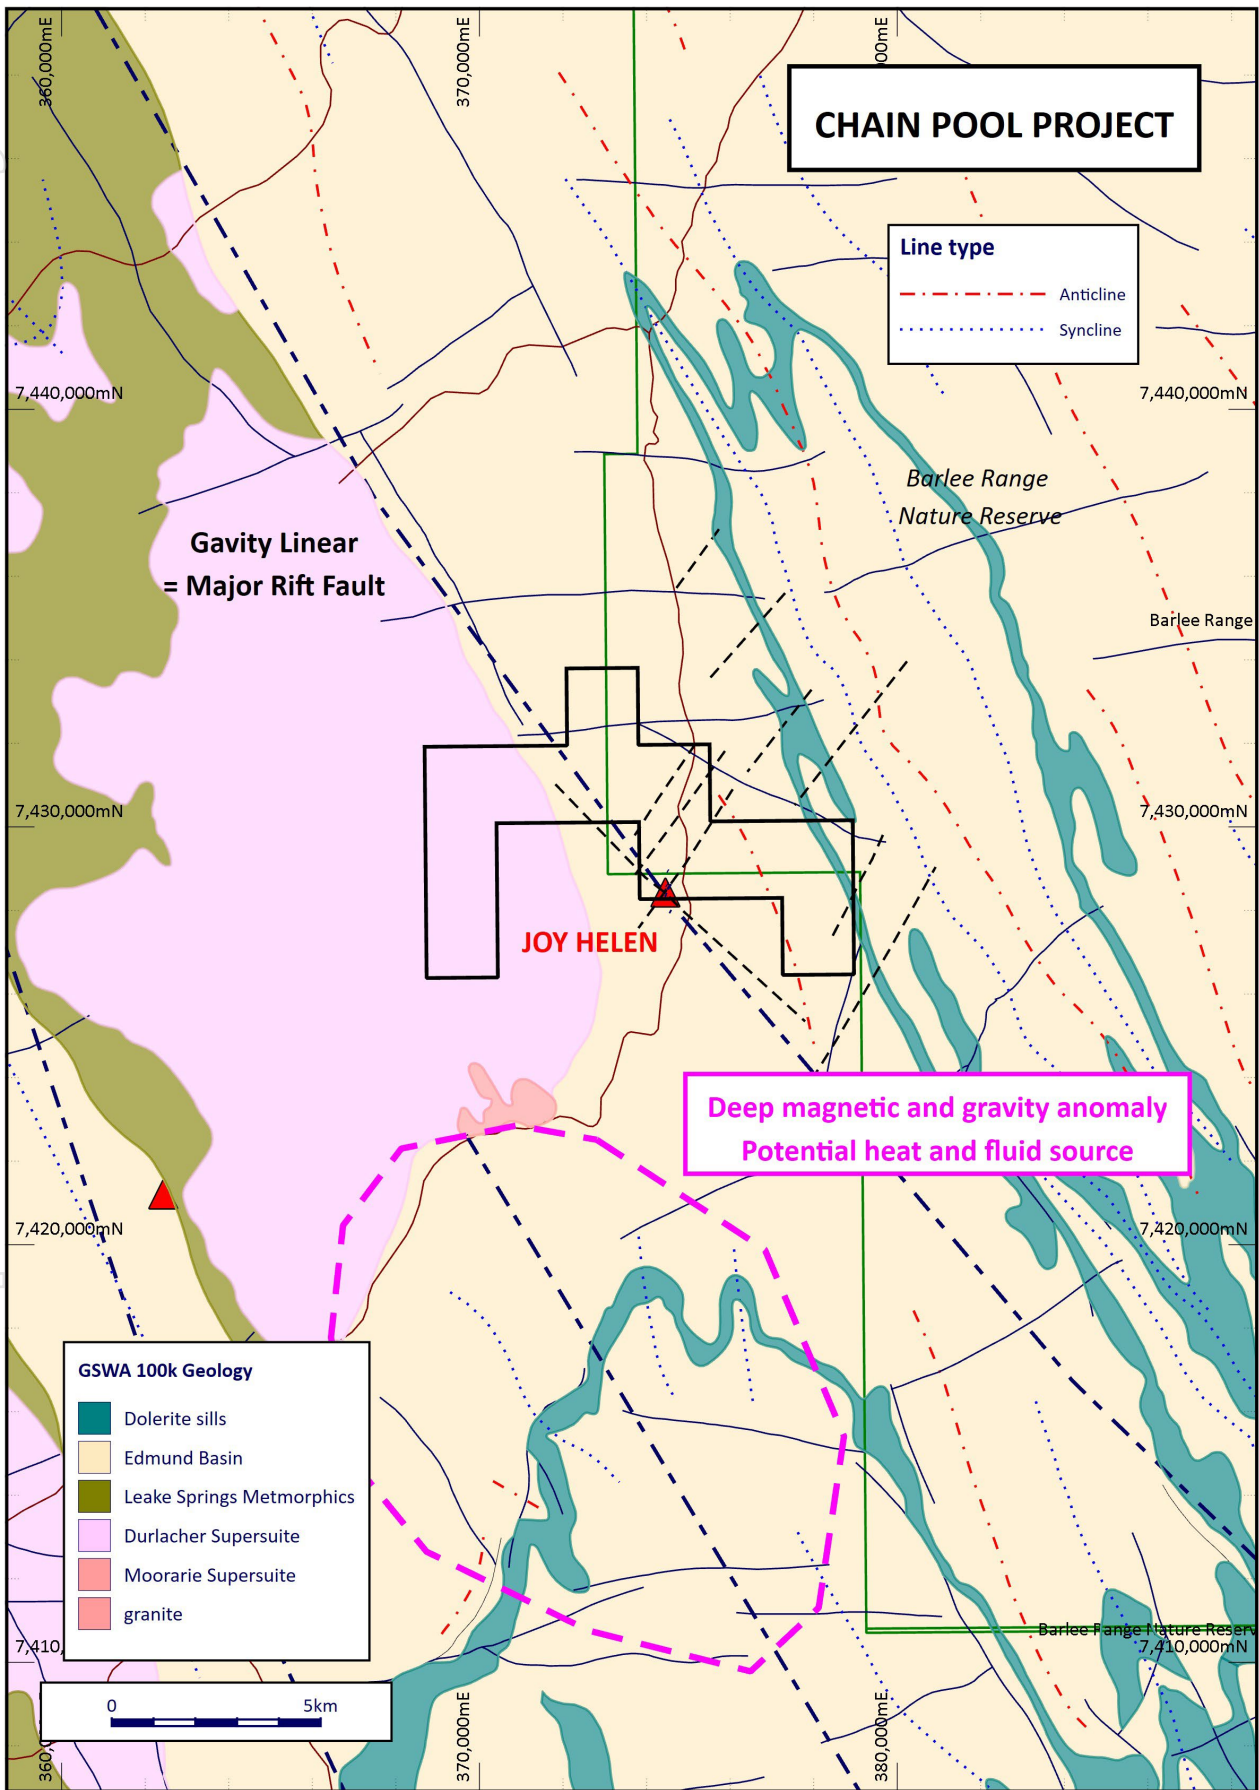 360,000mE
370,000mE
000mE
CHAIN POOL PROJECT
Line type
Anticline
Syncline
7,440,000mN
7,440,000mN
Barlee Range
Nature Reserve
Gavity Linear
= Major Rift Fault
Barlee Range
7,430,000mN
7,430,000mN
JOY HELEN
Deep magnetic and gravity anomaly
Potential heat and fluid source
7,420,000mN
7,420,000mN
GSWA 100k Geology
Dolerite sills
Edmund Basin
Leake Springs Metmorphics
Durlacher Supersuite
Moorarie Supersuite
granite
Barlee Range Nature Reserv
7,410,
7,410,000mN
0
5km
360,
370,000mE
380,000mE